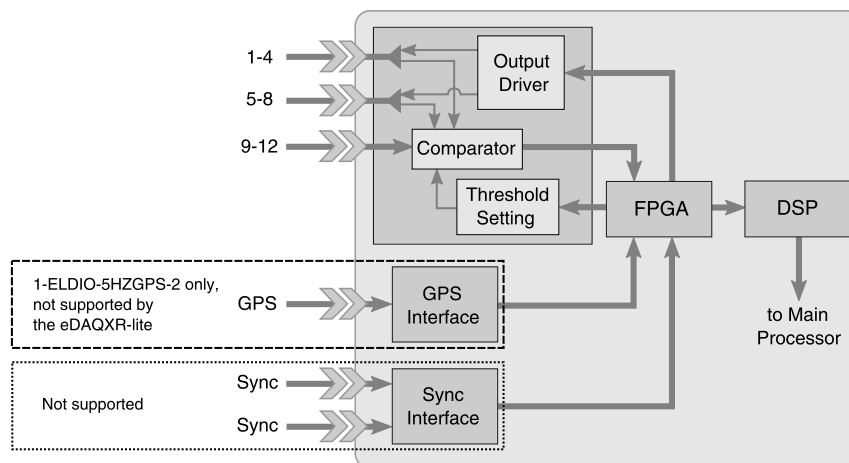 1-4
5-8
9-12
Output
Driver
Comparator
Threshold
Setting
FPGA
DSP
to Main
Processor
1-ELDIO-5HZGPS-2 only,
not supported by
the eDAQXR-lite
GPS
GPS
Interface
Not supported
Sync
Sync
Sync
Interface